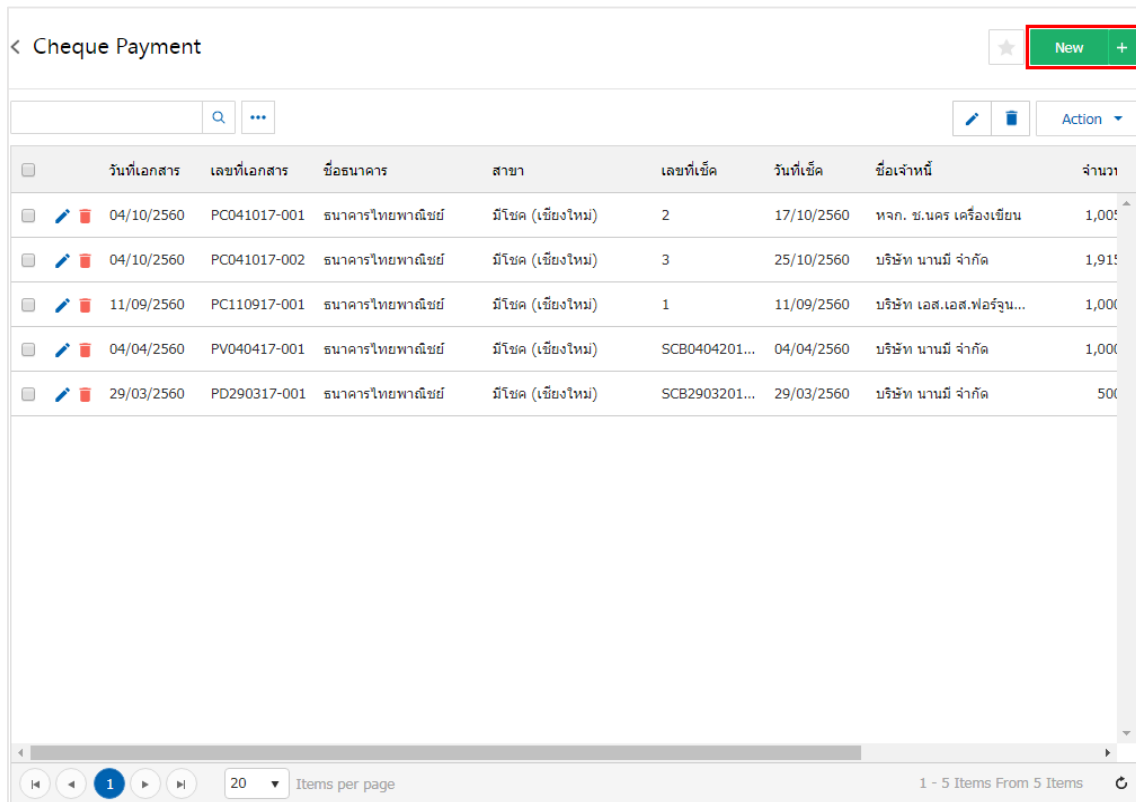 Cheque Payment
New +
Action
วันที่เอกสาร เลขที่เอกสาร ชื่อธนาคาร สาขา เลขที่เช็ค วันที่เช็ค ชื่อเจ้าหนี้ จำนวน
04/10/2560 PC041017-001 ธนาคารไทยพาณิชย์ มีโชค (เชียงใหม่) 2 17/10/2560 หจก. ช.นคร เครื่องเขียน 1,005
04/10/2560 PC041017-002 ธนาคารไทยพาณิชย์ มีโชค (เชียงใหม่) 3 25/10/2560 บริษัท นานมี จำกัด 1,915
11/09/2560 PC110917-001 ธนาคารไทยพาณิชย์ มีโชค (เชียงใหม่) 1 11/09/2560 บริษัท เอส.เอส.ฟอร์จูน... 1,000
04/04/2560 PV040417-001 ธนาคารไทยพาณิชย์ มีโชค (เชียงใหม่) SCB0404201... 04/04/2560 บริษัท นานมี จำกัด 1,000
29/03/2560 PD290317-001 ธนาคารไทยพาณิชย์ มีโชค (เชียงใหม่) SCB2903201... 29/03/2560 บริษัท นานมี จำกัด 500
1 20 Items per page 1 - 5 Items From 5 Items